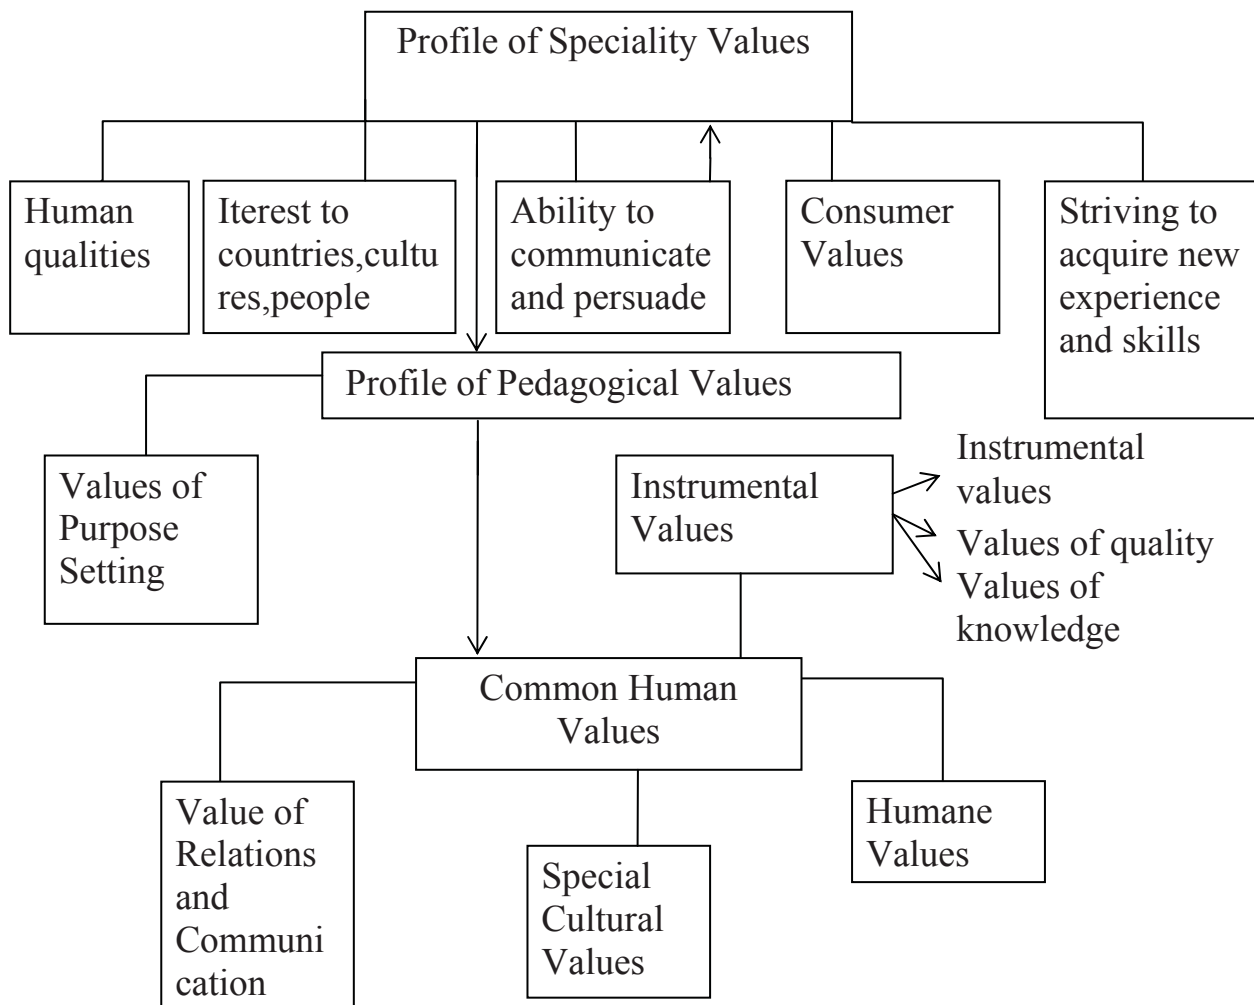 Profile of Speciality Values
Human
qualities
Iterest to
countries,cultu
res,people
Ability to
communicate
and persuade
Consumer
Values
Striving to
acquire new
experience
and skills
Profile of Pedagogical Values
Values of
Purpose
Setting
Instrumental
Values
Instrumental
values
Values of quality
Values of
knowledge
Common Human
Values
Value of
Relations
and
Communi
cation
Special
Cultural
Values
Humane
Values